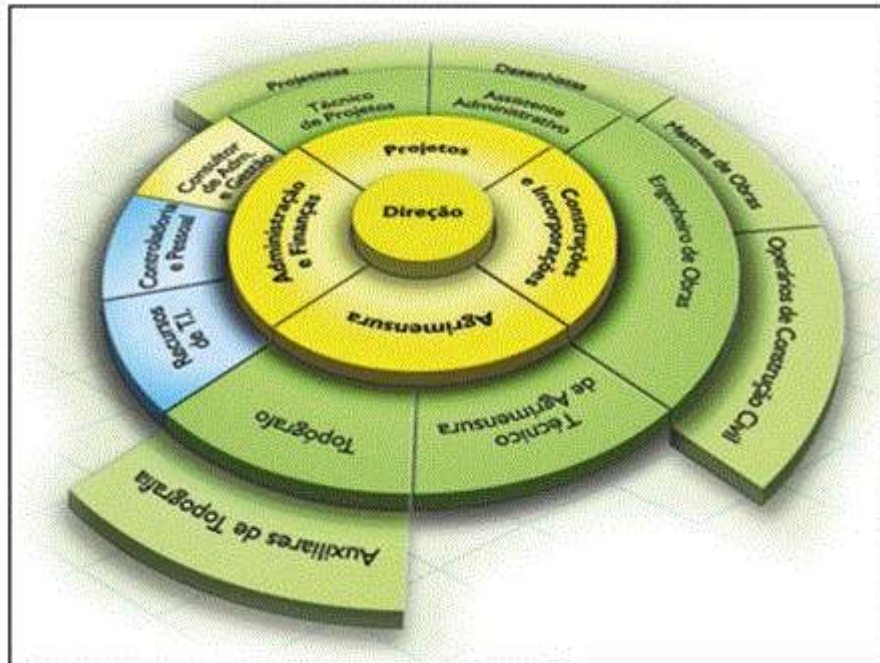 Projetistas
Desenhistas
Técnico
de Projetos
Assistente
Administrativo
Mestres de Obras
Consultor
de Adm.
e Gestão
Projetos
Construções
e Incorporações
Engenheiro de Obras
Controladoria
e Pessoal
Administração
e Finanças
Direção
Operários de Construção Civil
Recursos
de T.I.
Agrimensura
Topógrafo
Técnico
de Agrimensura
Auxiliares de Topografia